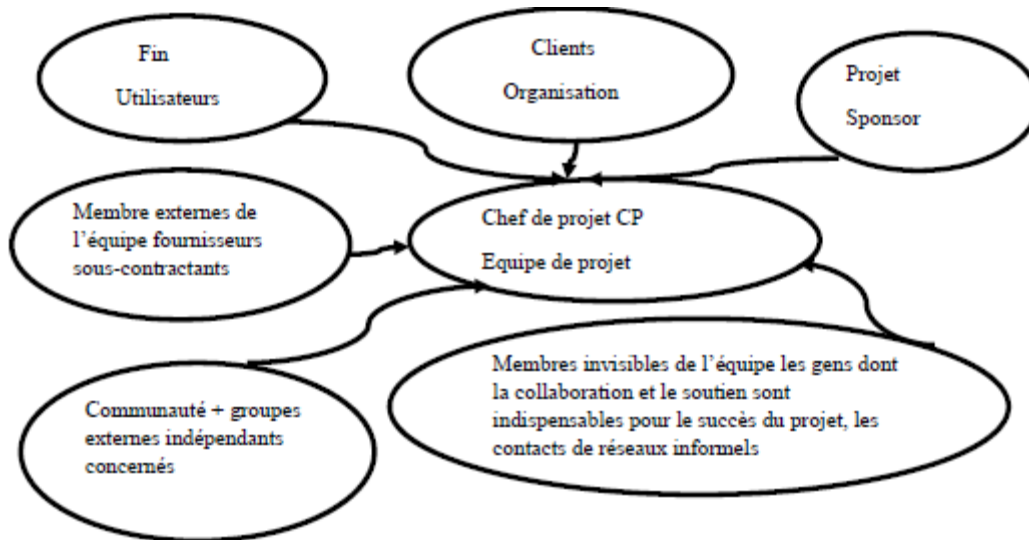 Fin
Utilisateurs
Clients
Organisation
Projet
Sponsor
Membre externes de
l’équipe fournisseurs
sous-contractants
Chef de projet CP
Equipe de projet
Communauté + groupes
externes indépendants
concernés
Membres invisibles de l’équipe les gens dont
la collaboration et le soutien sont
indispensables pour le succès du projet, les
contacts de réseaux informels